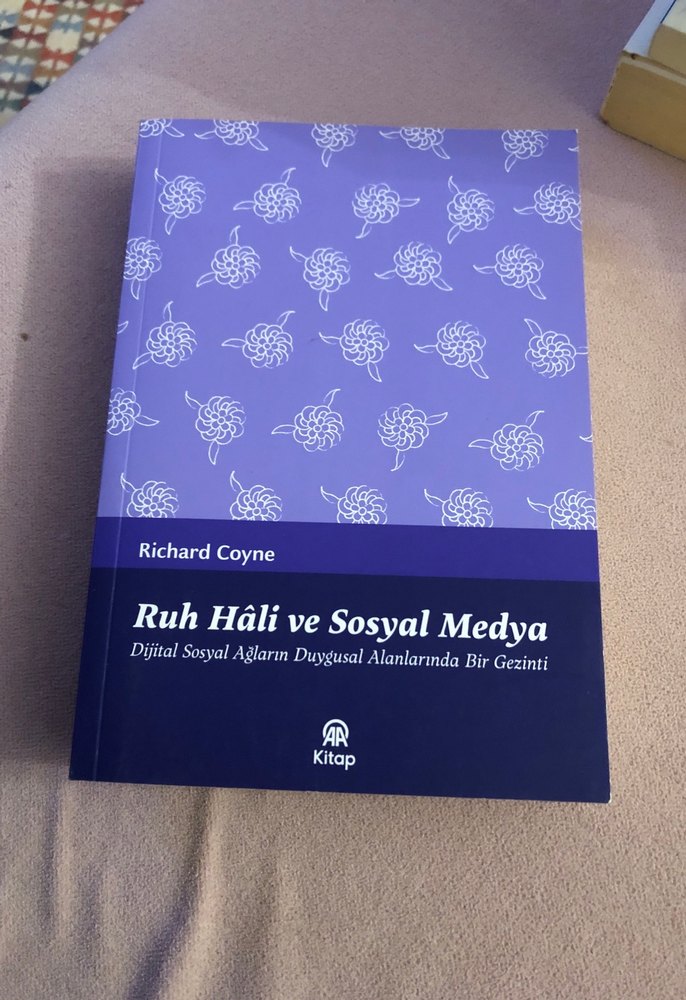 Richard Coyne
Ruh Hâli ve Sosyal Medya
Dijital Sosyal Ağların Duygusal Alanlarında Bir Gezinti
AA
Kitap